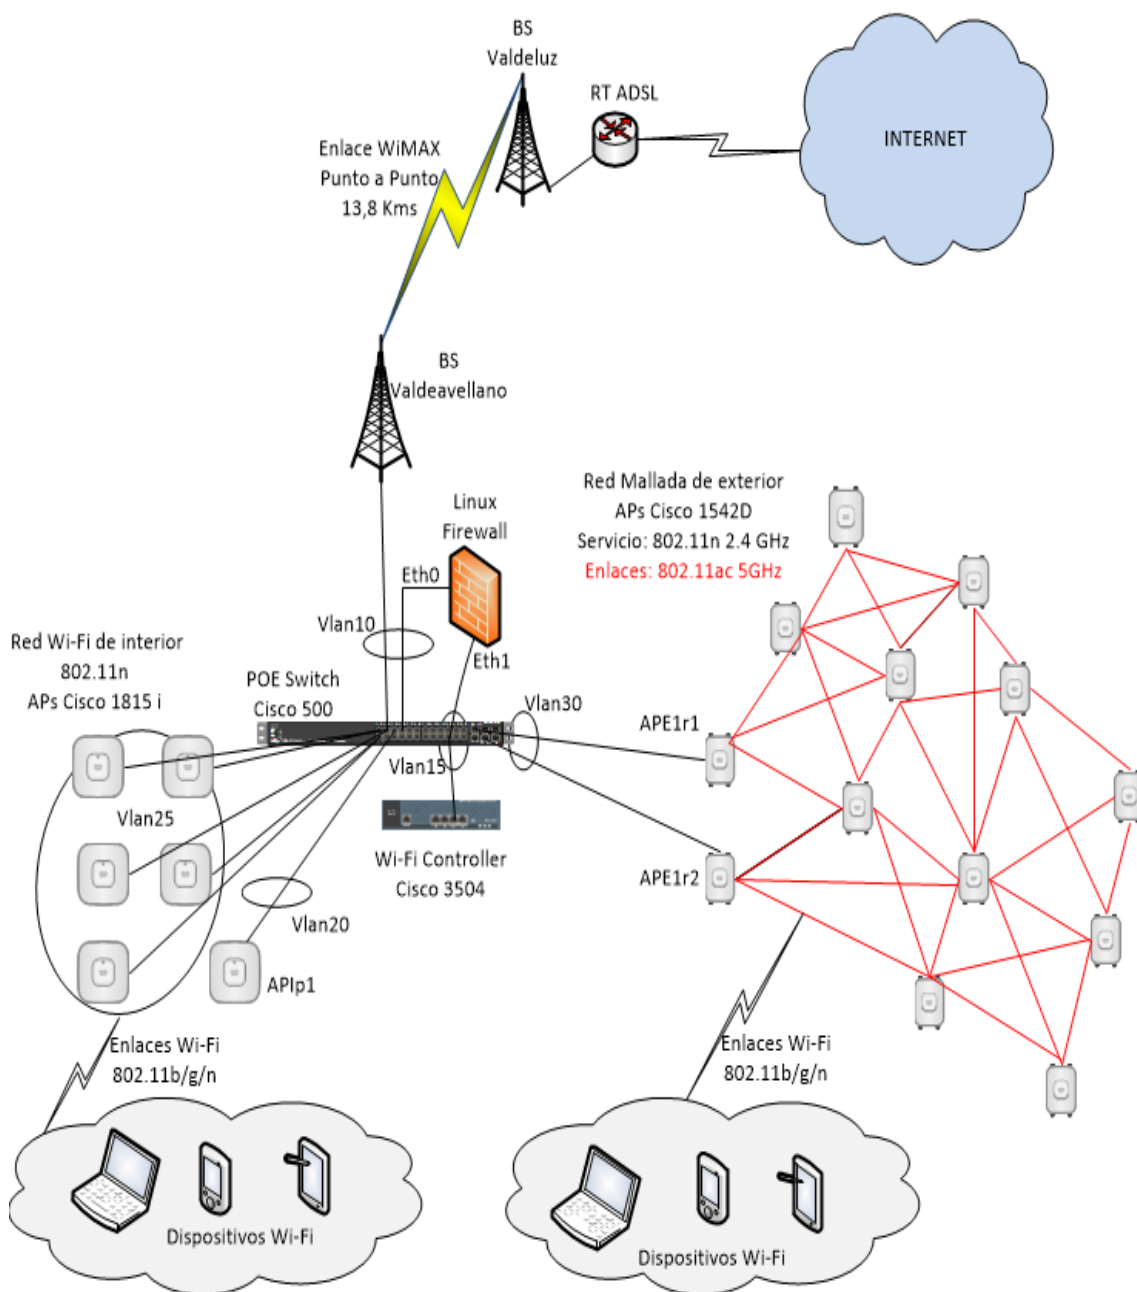 BS
Valdeluz
RT ADSL
INTERNET
Enlace WiMAX
Punto a Punto
13,8 Kms
BS
Valdeavellano
Linux
Firewall
Eth0
Vlan10
Eth1
Red Mallada de exterior
APs Cisco 1542D
Servicio: 802.11n 2.4 GHz
Enlaces: 802.11ac 5GHz
Red Wi-Fi de interior
802.11n
APs Cisco 1815 i
POE Switch
Cisco 500
Vlan30
Vlan15
APE1r1
Vlan25
Wi-Fi Controller
Cisco 3504
APE1r2
Vlan20
APIp1
Enlaces Wi-Fi
802.11b/g/n
Enlaces Wi-Fi
802.11b/g/n
Dispositivos Wi-Fi
Dispositivos Wi-Fi